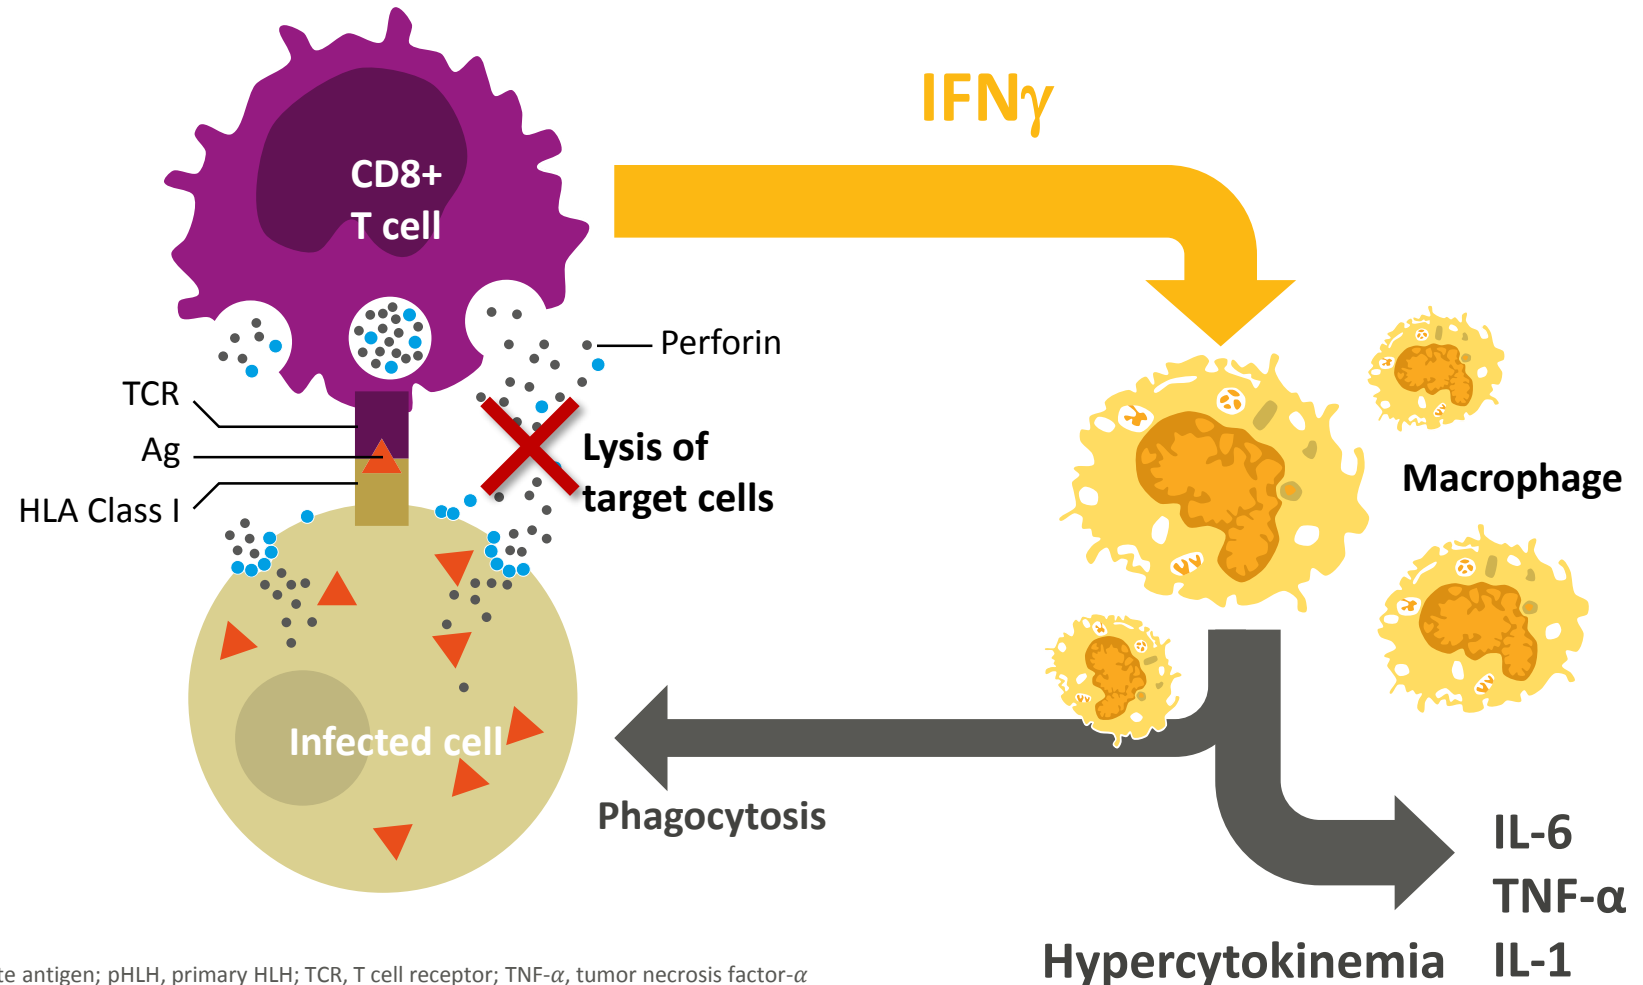 IFNγ
CD8+
T cell
Perforin
TCR
Ag
HLA Class I
Lysis of
target cells
Macrophage
Infected cell
Phagocytosis
IL-6
TNF-α
Hypercytokinemia IL-1
antigen; pHLH, primary HLH; TCR, T cell receptor; TNF-α, tumor necrosis factor-α